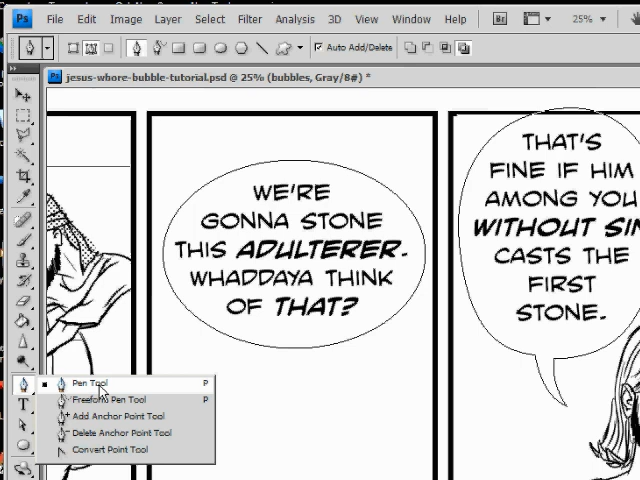 Ps File Edit Image Layer Select Filter Analysis 3D View Window Help Br 25%
Auto Add/Delete
Ps jesus-whore-bubble-tutorial.psd @ 25% (bubbles, Gray/8#) *
WE'RE
GONNA STONE
THIS ADULTERER.
WHADDAYA THINK
OF THAT?
THAT'S
FINE IF HIM
AMONG YOU
WITHOUT SIN
CASTS THE
FIRST
STONE.
Pen Tool P
Freeform Pen Tool P
Add Anchor Point Tool
Delete Anchor Point Tool
Convert Point Tool
T